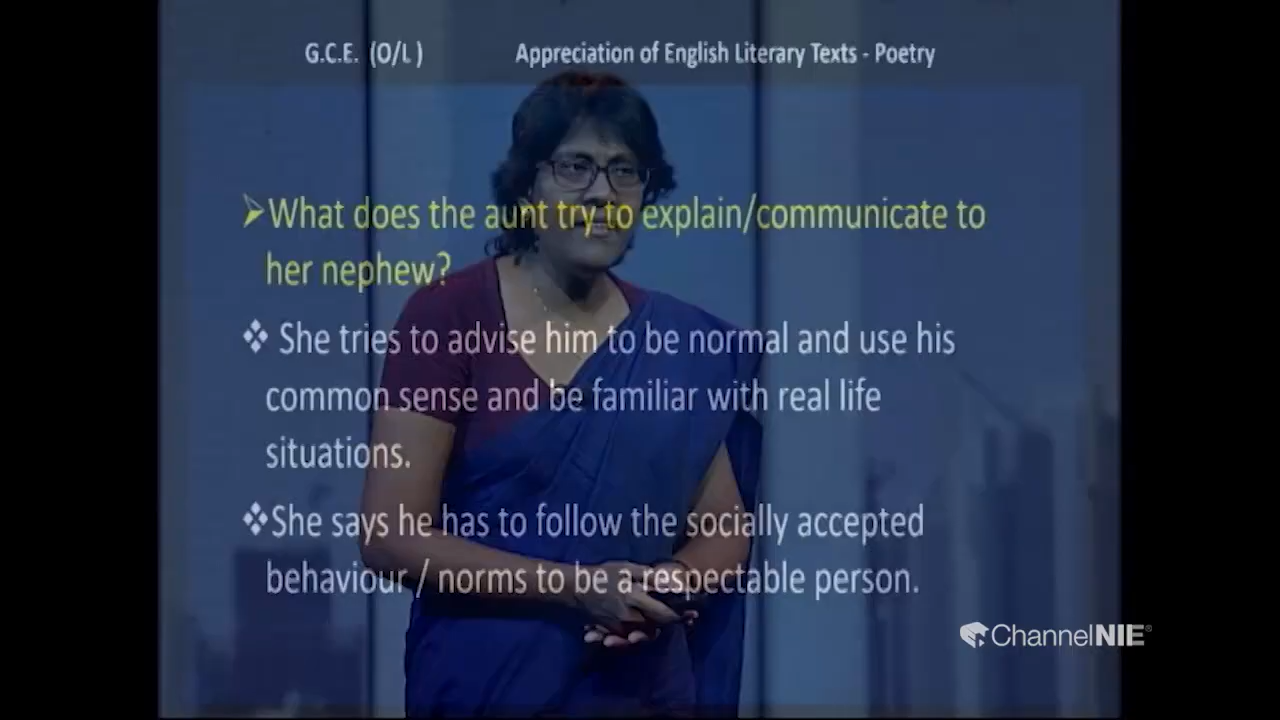 G.C.E. (O/L ) Appreciation of English Literary Texts - Poetry
➢What does the aunt try to explain/communicate to
her nephew?
❖ She tries to advise him to be normal and use his
common sense and be familiar with real life
situations.
❖She says he has to follow the socially accepted
behaviour / norms to be a respectable person.
ChannelNIE®